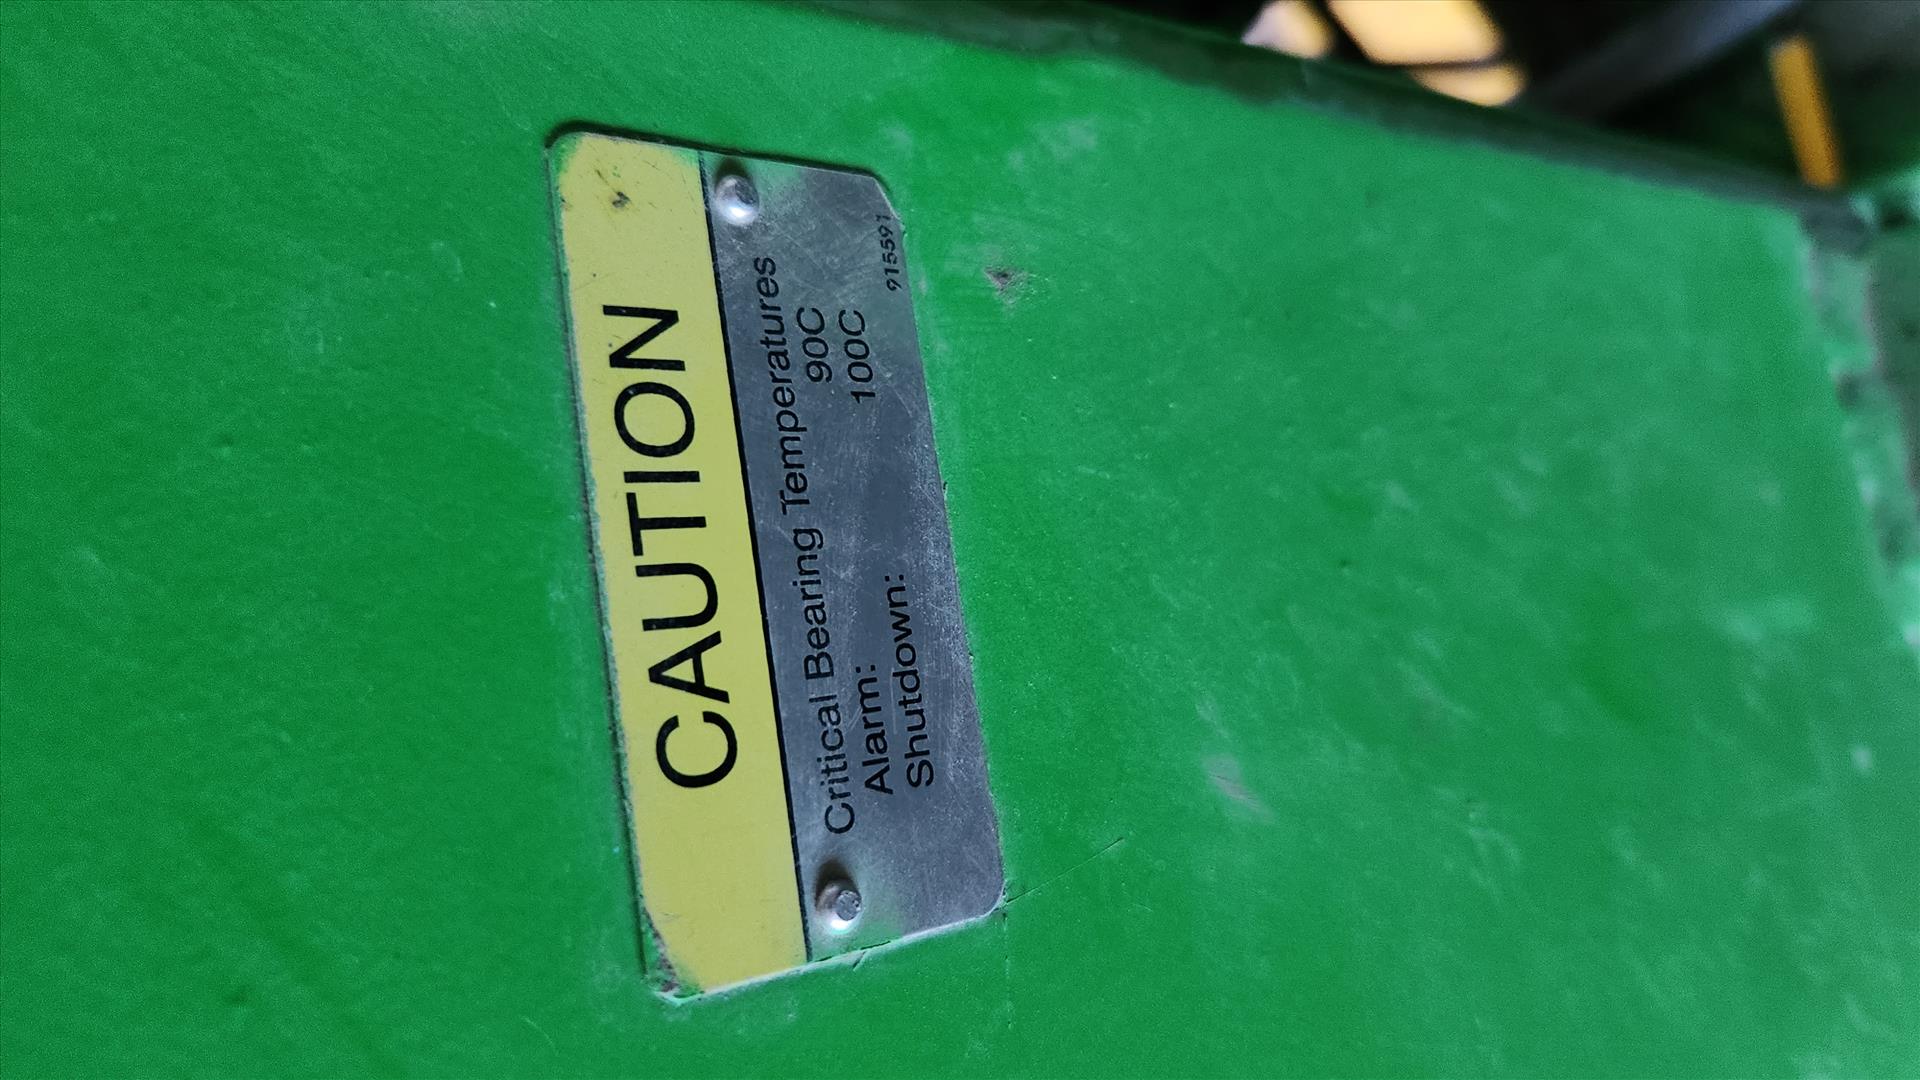 CAUTION
Critical Bearing Temperatures
Alarm: 90C
Shutdown: 100C
915591